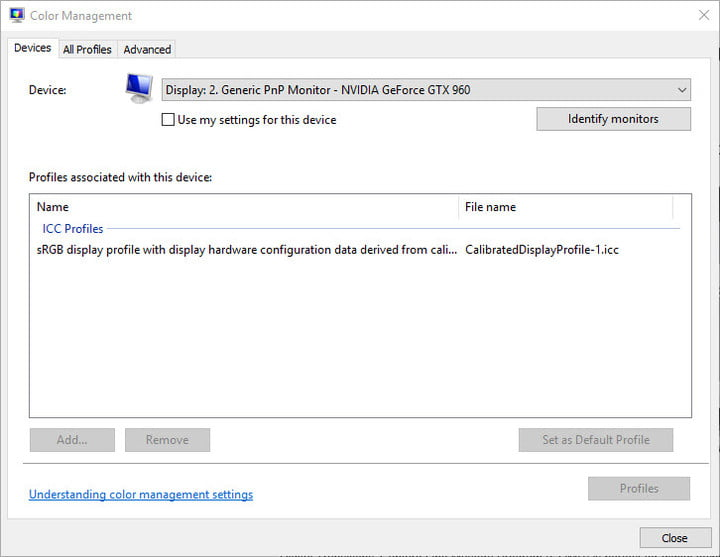 Color Management
Devices All Profiles Advanced
Device: Display: 2. Generic PnP Monitor - NVIDIA GeForce GTX 960
Use my settings for this device Identify monitors
Profiles associated with this device:
Name File name
ICC Profiles
sRGB display profile with display hardware configuration data derived from cali... CalibratedDisplayProfile-1.icc
Add... Remove Set as Default Profile
Understanding color management settings Profiles
Close